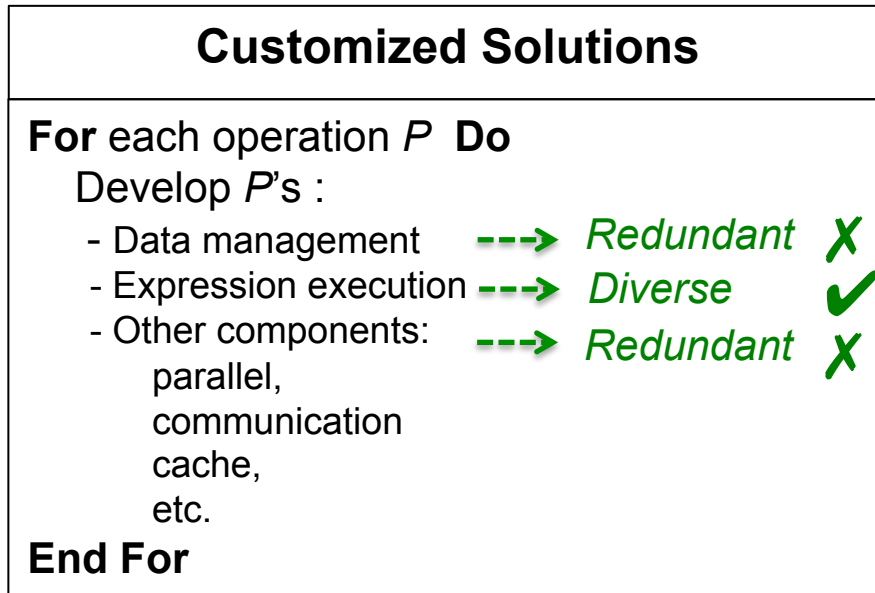 Customized Solutions
For each operation P Do
Develop P's :
- Data management ---> Redundant ✗
- Expression execution ---> Diverse ✔
- Other components: ---> Redundant ✗
parallel,
communication
cache,
etc.
End For